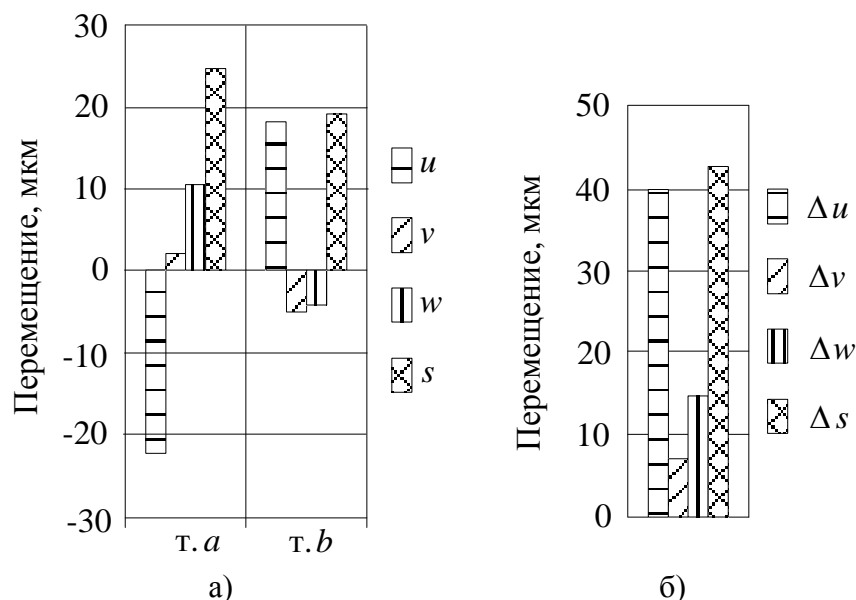 Перемещение, мкм
30
20
10
0
-10
-20
-30
т. a
т. b
u
v
w
s
а)
Перемещение, мкм
50
40
30
20
10
0
Δu
Δv
Δw
Δs
б)